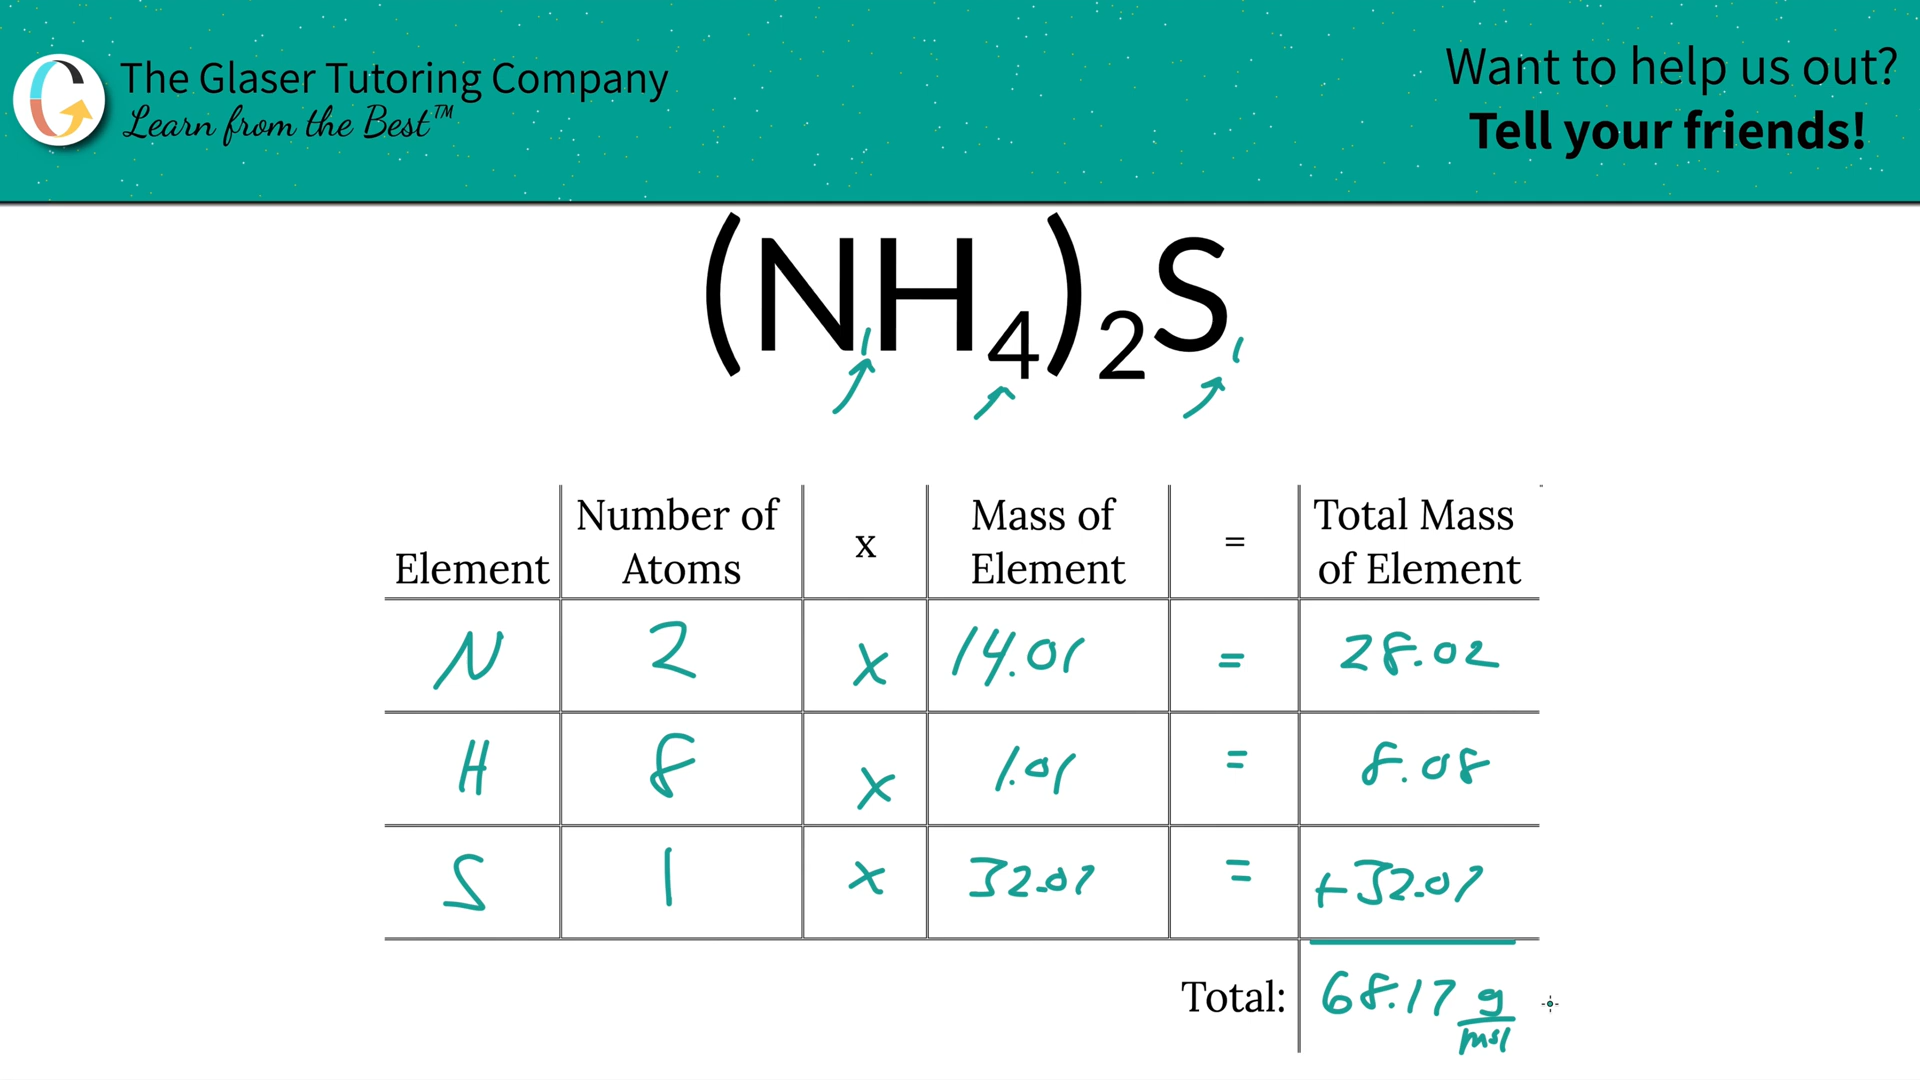 The Glaser Tutoring Company
Learn from the Best™
Want to help us out?
Tell your friends!
(NH₄)₂S
1 1
Element Number of Atoms x Mass of Element = Total Mass of Element
N 2 x 14.01 = 28.02
H 8 x 1.01 = 8.08
S 1 x 32.07 = +32.07
Total: 68.17 g/mol